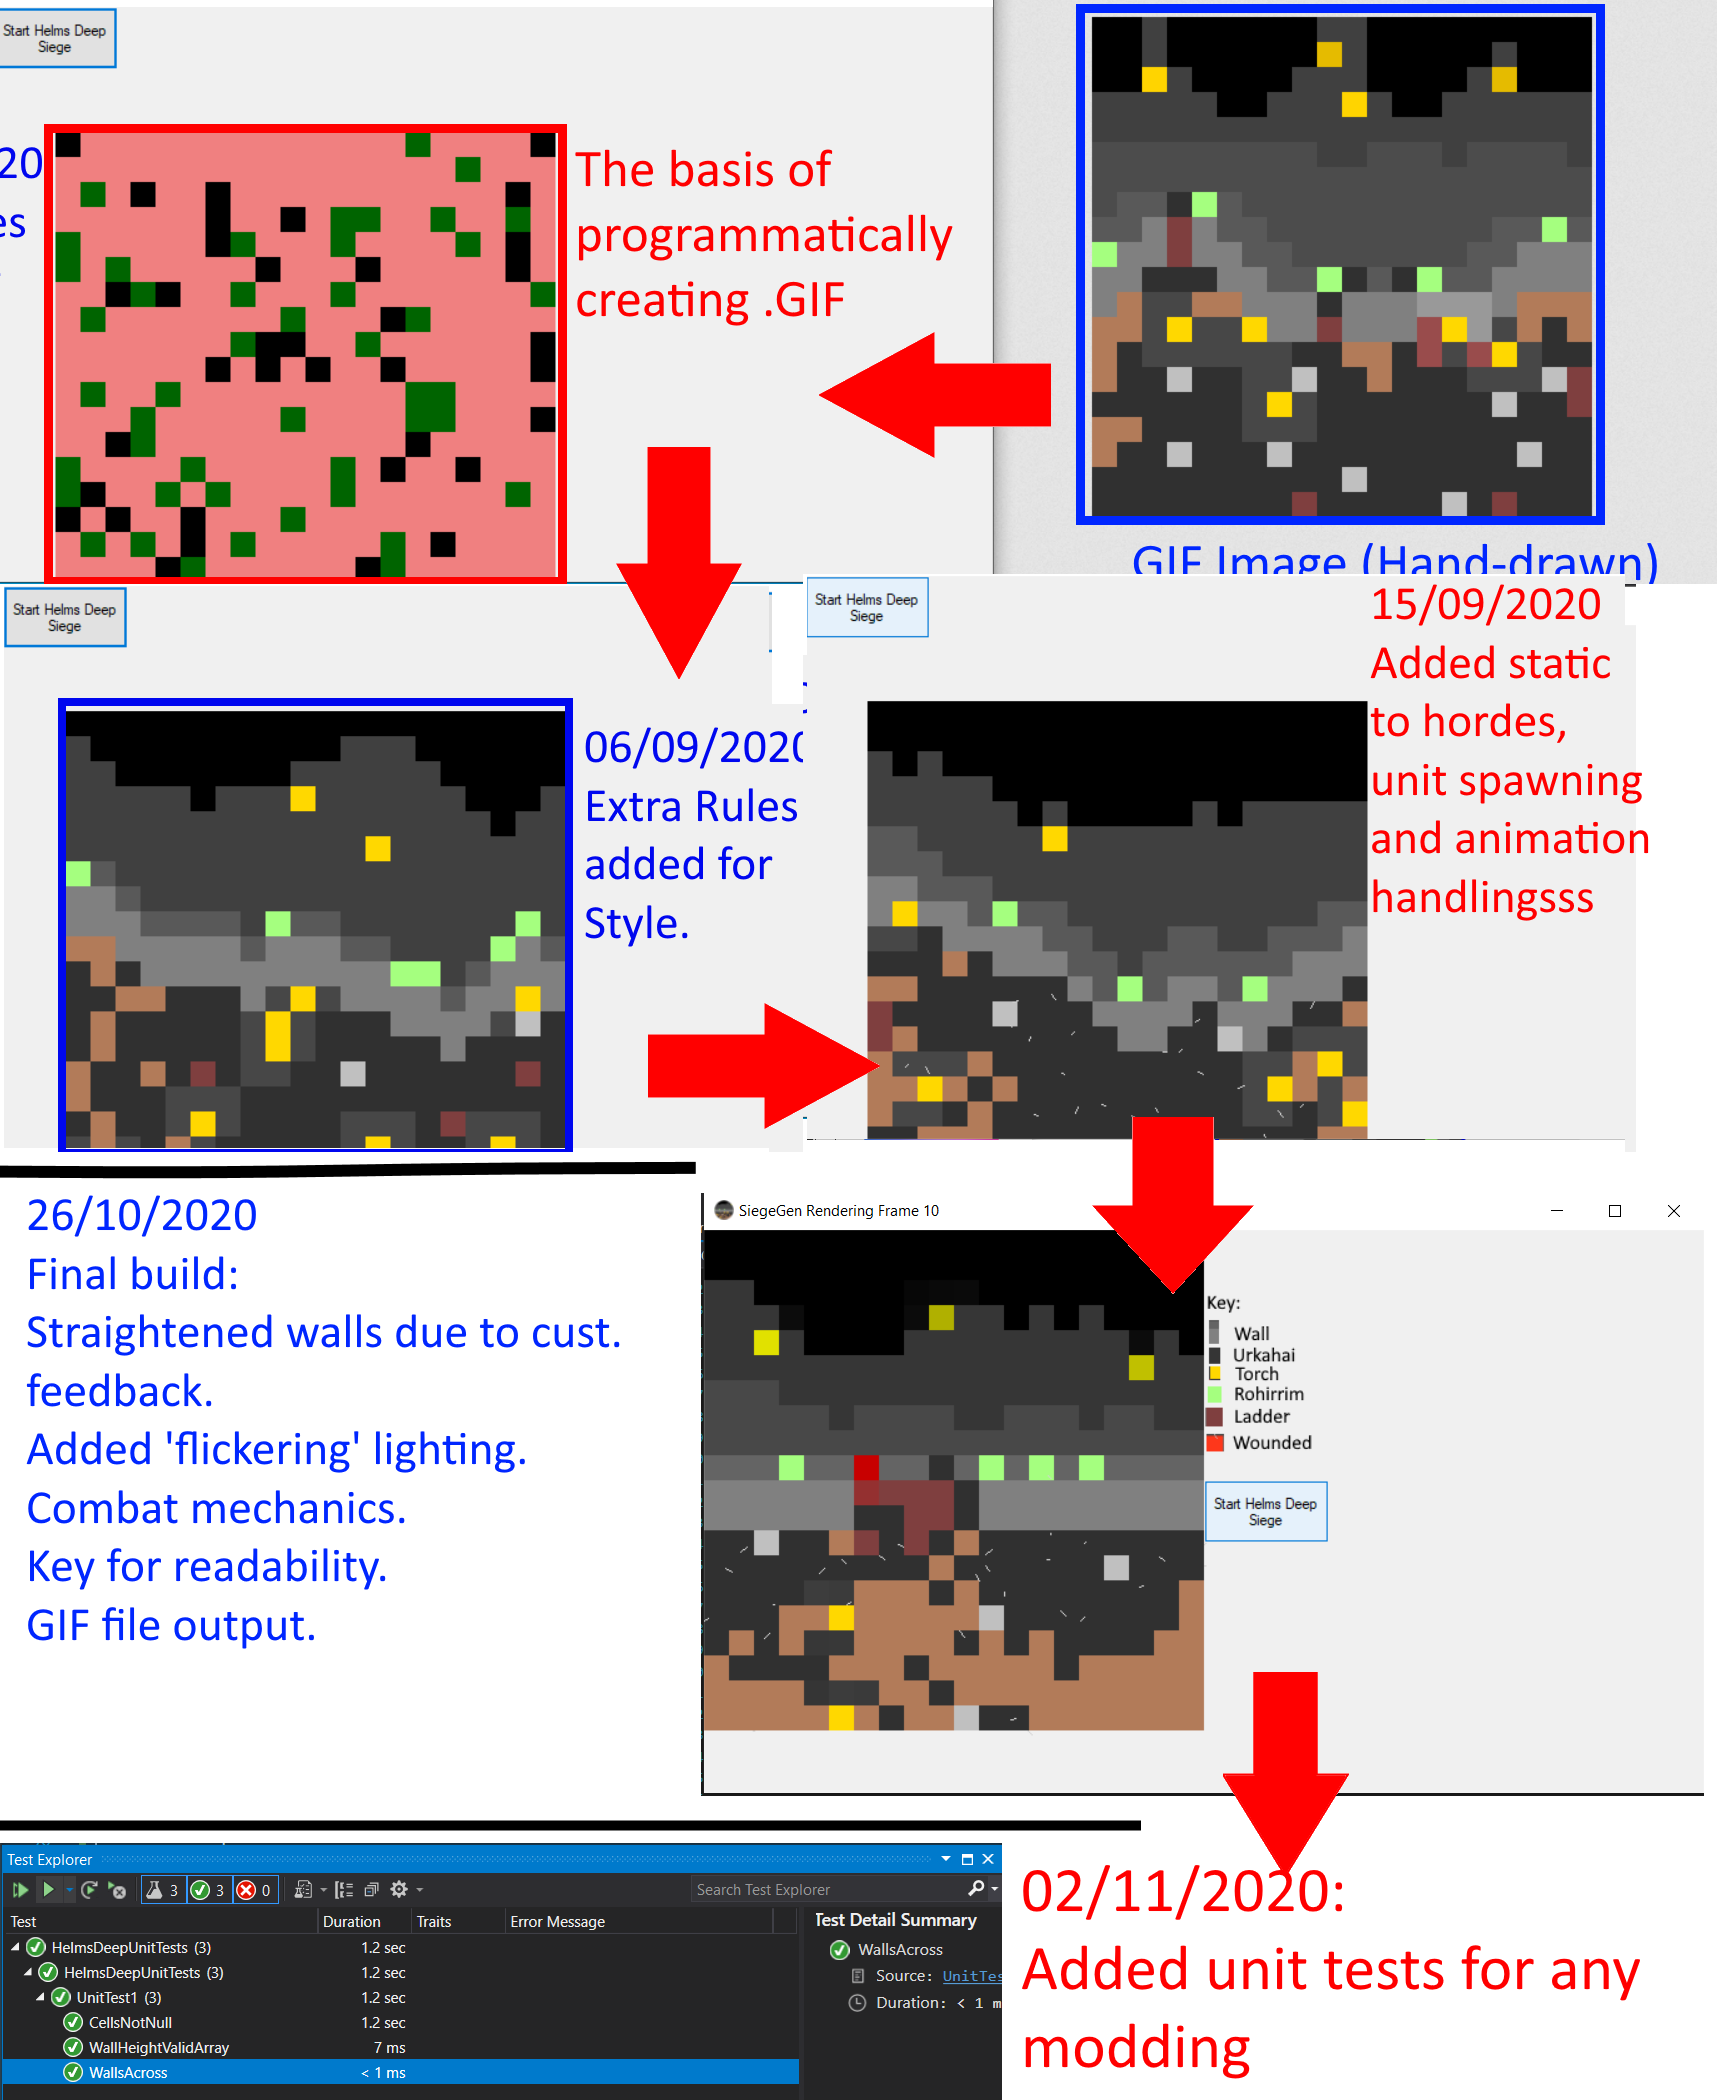 Start Helms Deep
Siege
20
es
The basis of
programmatically
creating .GIF
GIF Image (Hand-drawn)
Start Helms Deep
Siege
06/09/2020
Extra Rules
added for
Style.
Start Helms Deep
Siege
15/09/2020
Added static
to hordes,
unit spawning
and animation
handlingsss
26/10/2020
Final build:
Straightened walls due to cust.
feedback.
Added 'flickering' lighting.
Combat mechanics.
Key for readability.
GIF file output.
SiegeGen Rendering Frame 10
Key:
Wall
Urkahai
Torch
Rohirrim
Ladder
Wounded
Start Helms Deep
Siege
Test Explorer
3 3 0
Search Test Explorer
Test Duration Traits Error Message
HelmsDeepUnitTests (3) 1.2 sec
HelmsDeepUnitTests (3) 1.2 sec
UnitTest1 (3) 1.2 sec
CellsNotNull 1.2 sec
WallHeightValidArray 7 ms
WallsAcross < 1 ms
Test Detail Summary
WallsAcross
Source: UnitTes
Duration: < 1 m
02/11/2020:
Added unit tests for any
modding